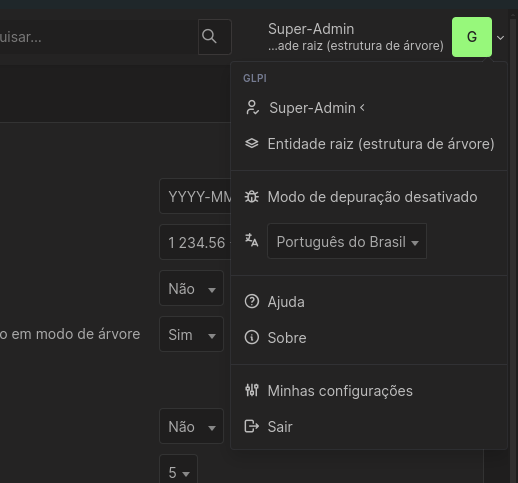 uisar...
Super-Admin
...ade raiz (estrutura de árvore)
G
GLPI
Super-Admin
Entidade raiz (estrutura de árvore)
YYYY-MM
Modo de depuração desativado
1 234.56
Português do Brasil
Não
Ajuda
o em modo de árvore
Sim
Sobre
Minhas configurações
Não
Sair
5